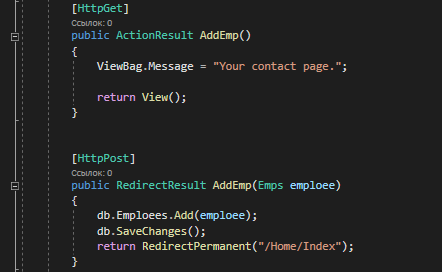 [HttpGet]
Ссылок: 0
public ActionResult AddEmp()
{
ViewBag.Message = "Your contact page.";
return View();
}
[HttpPost]
Ссылок: 0
public RedirectResult AddEmp(Emps emploee)
{
db.Emploees.Add(emploee);
db.SaveChanges();
return RedirectPermanent("/Home/Index");
}